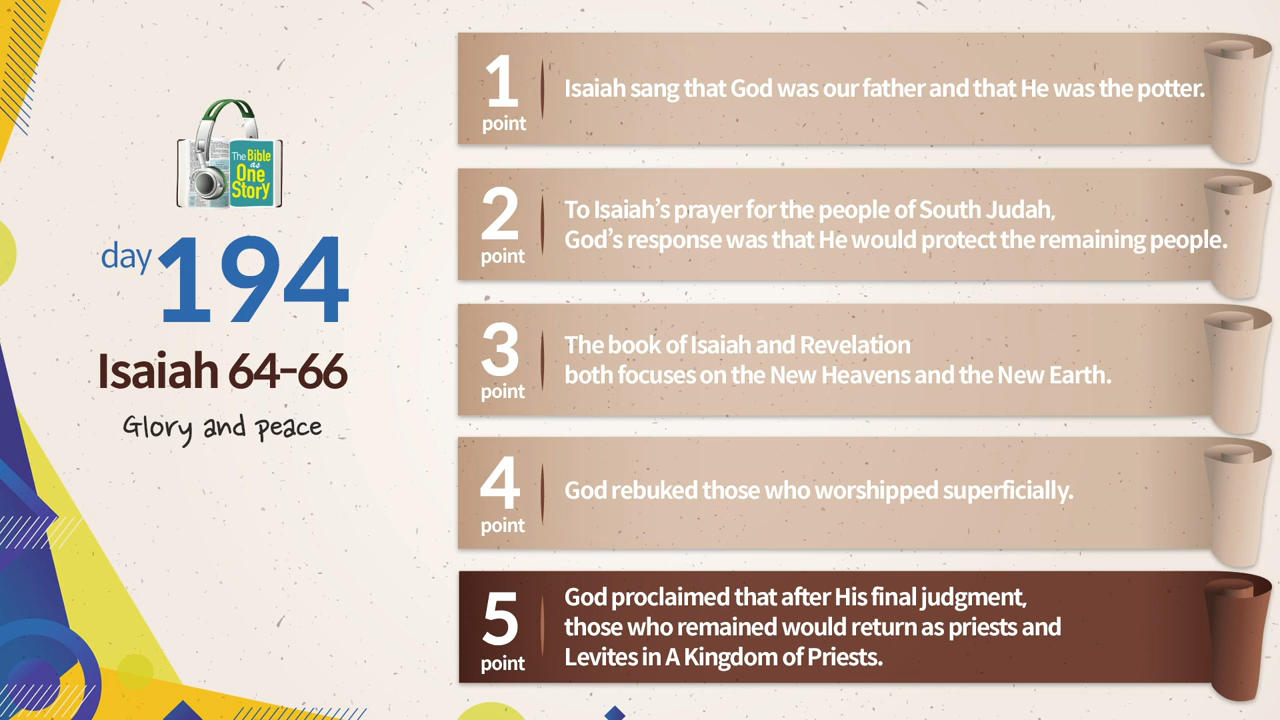 The Bible
as
One
Story
day 194
Isaiah 64-66
Glory and peace
1
point
Isaiah sang that God was our father and that He was the potter.
2
point
To Isaiah’s prayer for the people of South Judah,
God’s response was that He would protect the remaining people.
3
point
The book of Isaiah and Revelation
both focuses on the New Heavens and the New Earth.
4
point
God rebuked those who worshipped superficially.
5
point
God proclaimed that after His final judgment,
those who remained would return as priests and
Levites in A Kingdom of Priests.